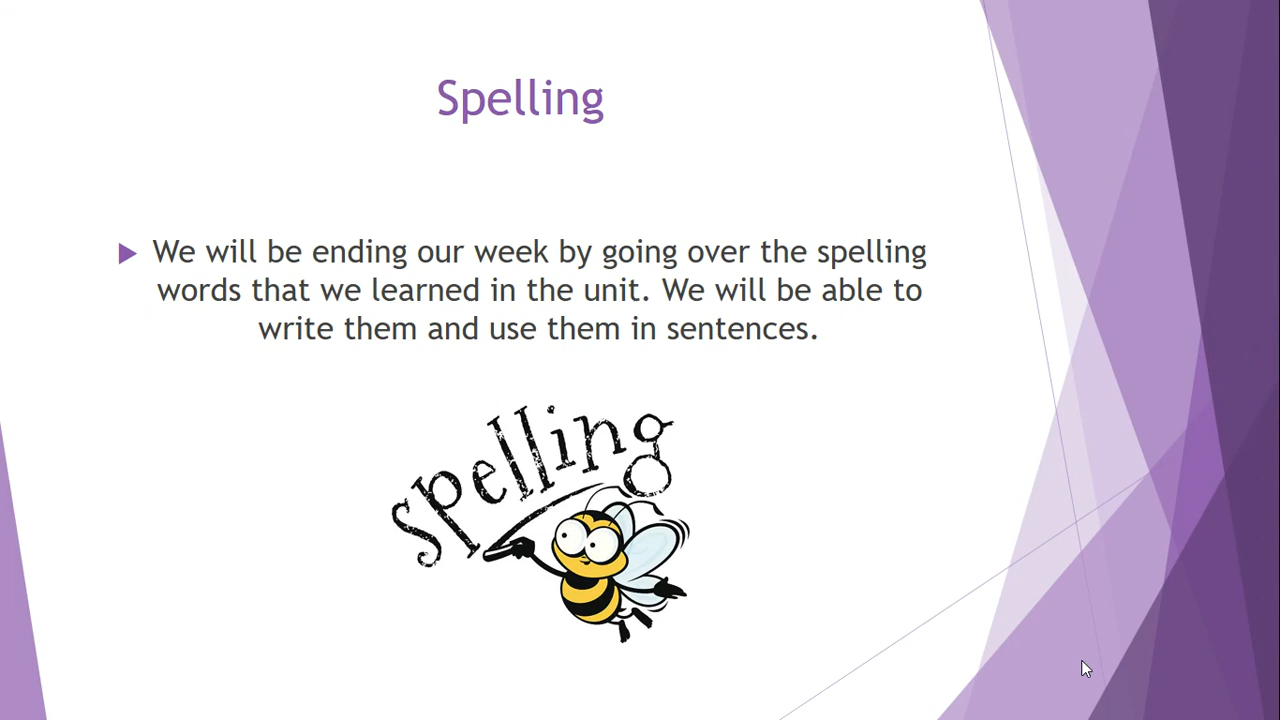 Spelling
We will be ending our week by going over the spelling
words that we learned in the unit. We will be able to
write them and use them in sentences.
spelling